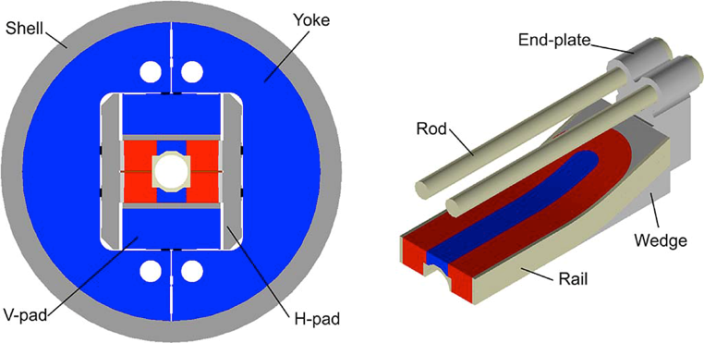 Shell
Yoke
End-plate
Rod
Wedge
Rail
V-pad
H-pad